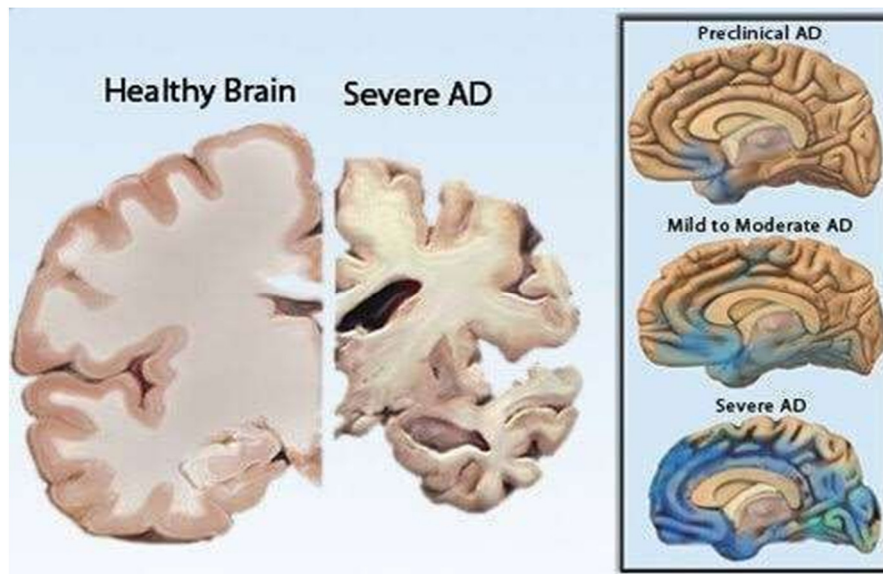 Healthy Brain
Severe AD
Preclinical AD
Mild to Moderate AD
Severe AD